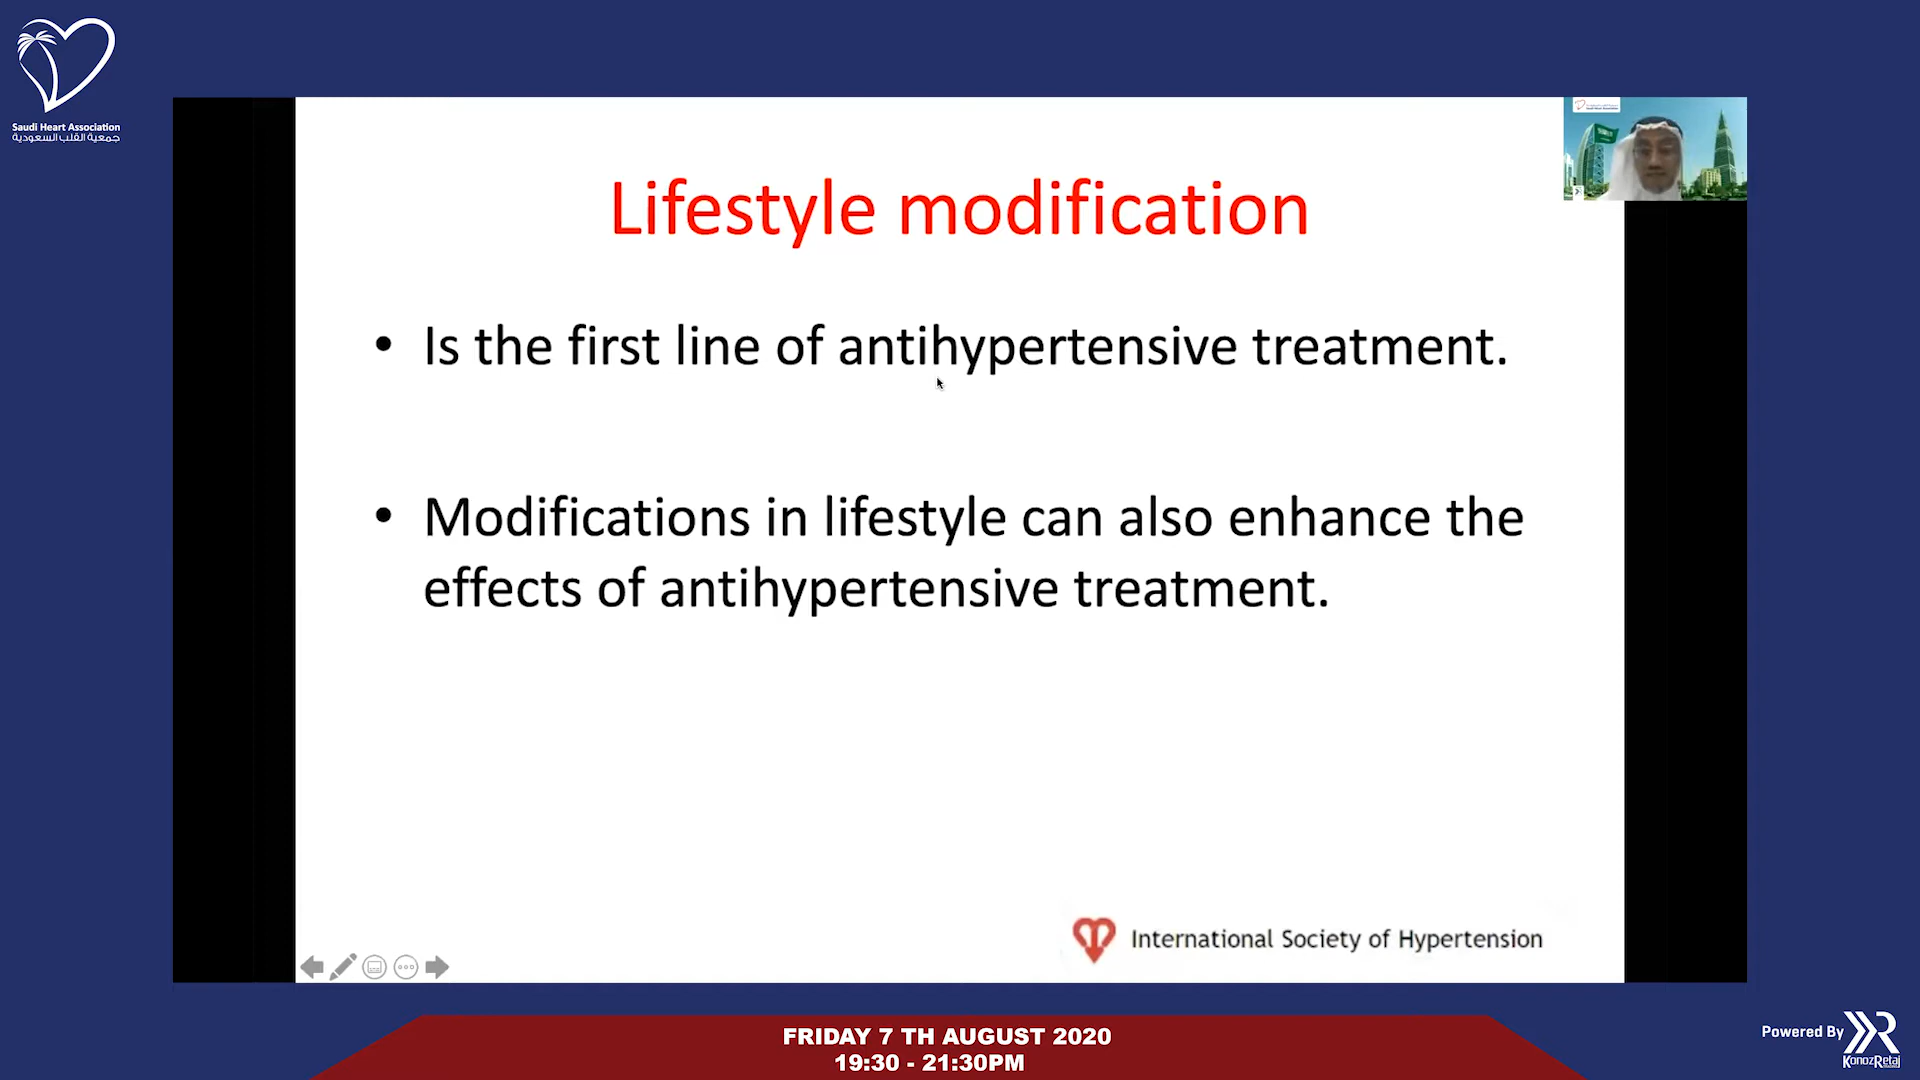 Saudi Heart Association
جمعية القلب السعودية
Lifestyle modification
• Is the first line of antihypertensive treatment.
• Modifications in lifestyle can also enhance the
effects of antihypertensive treatment.
International Society of Hypertension
FRIDAY 7 TH AUGUST 2020
19:30 - 21:30PM
Powered By
KonozRetaj